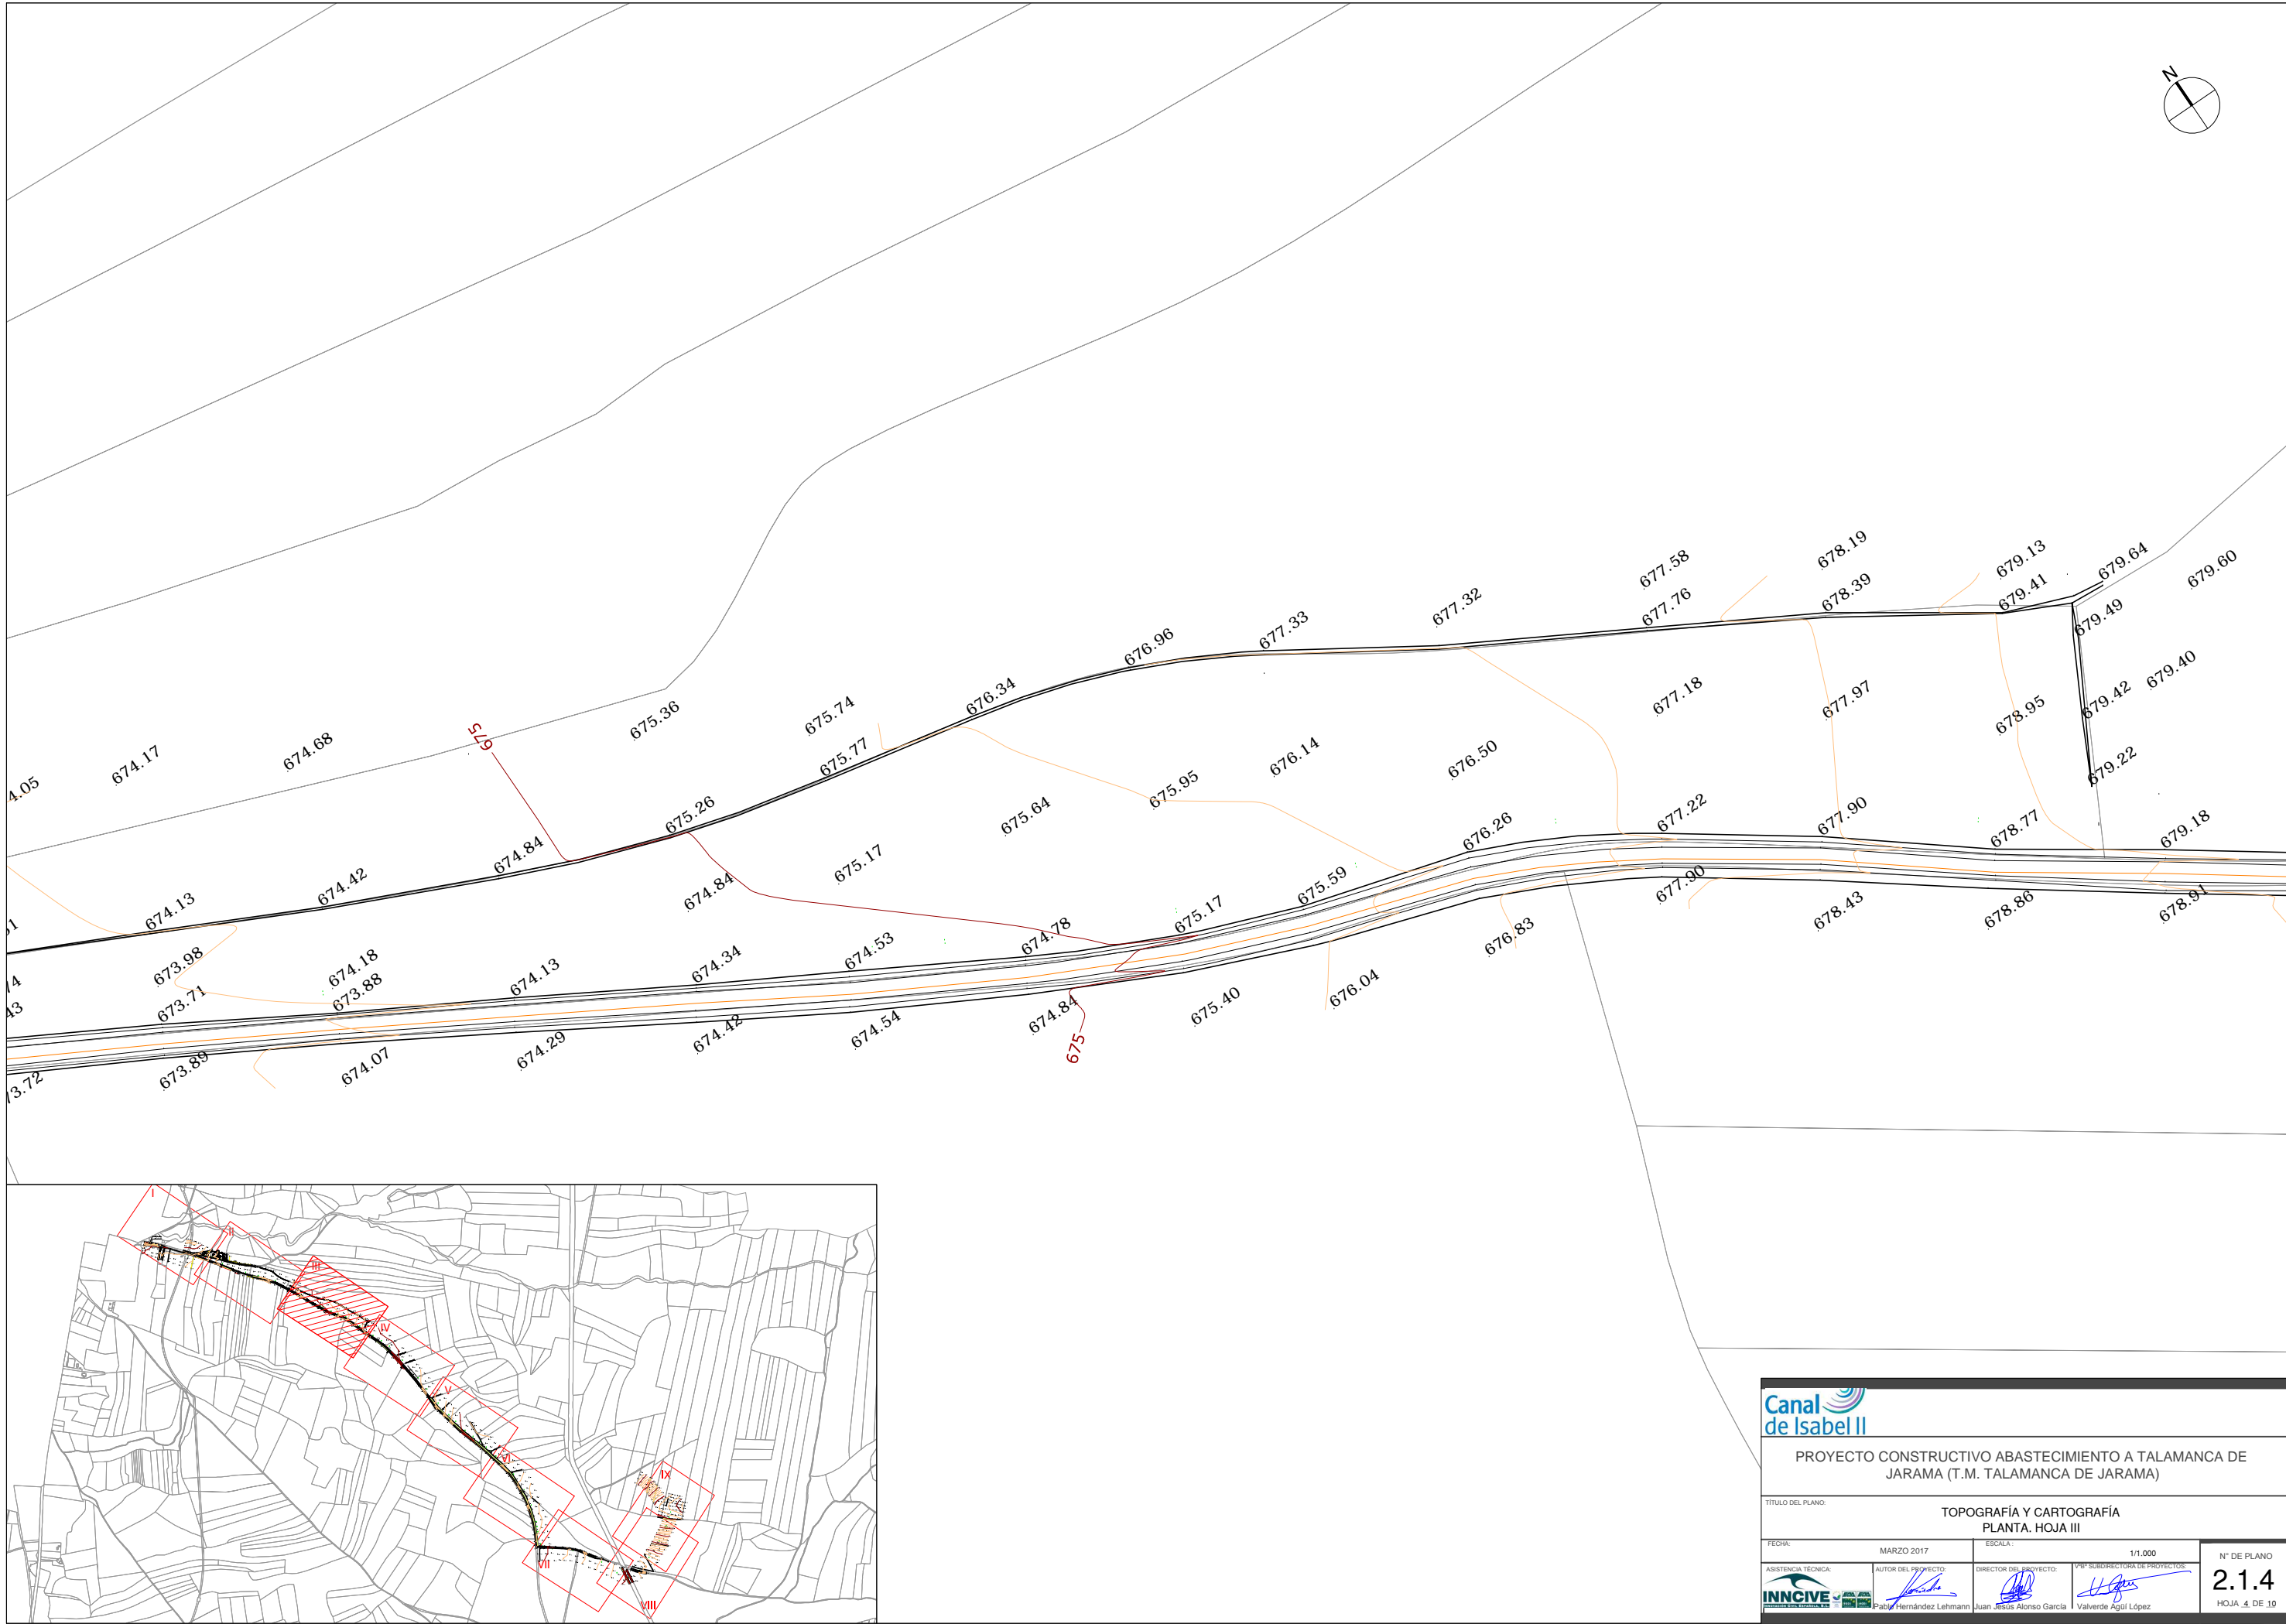 N
678.19
677.58
679.13
679.64
679.60
678.39
679.41
677.76
677.32
679.49
677.33
676.96
679.40
679.42
677.18
677.97
678.95
676.34
675.36
675.74
675
674.68
674.17
679.22
675.77
676.14
676.50
675.95
4.05
675.26
675.64
677.22
677.90
676.26
678.77
679.18
674.84
675.17
675.59
674.42
674.84
674.13
677.90
678.43
678.86
678.91
675.17
674.78
674.53
676.83
673.98
674.18
674.13
674.34
673.71
673.88
676.04
675.40
674.84
674.54
674.42
674.29
674.07
673.89
675
74
43
73.72
I
II
III
IV
V
VI
VII
VIII
IX
Canal
de Isabel II
PROYECTO CONSTRUCTIVO ABASTECIMIENTO A TALAMANCA DE
JARAMA (T.M. TALAMANCA DE JARAMA)
TÍTULO DEL PLANO:
TOPOGRAFÍA Y CARTOGRAFÍA
PLANTA. HOJA III
FECHA:
MARZO 2017
ESCALA :
1/1.000
Nº DE PLANO
2.1.4
HOJA 4 DE 10
ASISTENCIA TÉCNICA:
INNCIVE
AUTOR DEL PROYECTO:
Pablo Hernández Lehmann
DIRECTOR DEL PROYECTO:
Juan Jesús Alonso García
VºBº SUBDIRECTORA DE PROYECTOS:
Valverde Agüí López